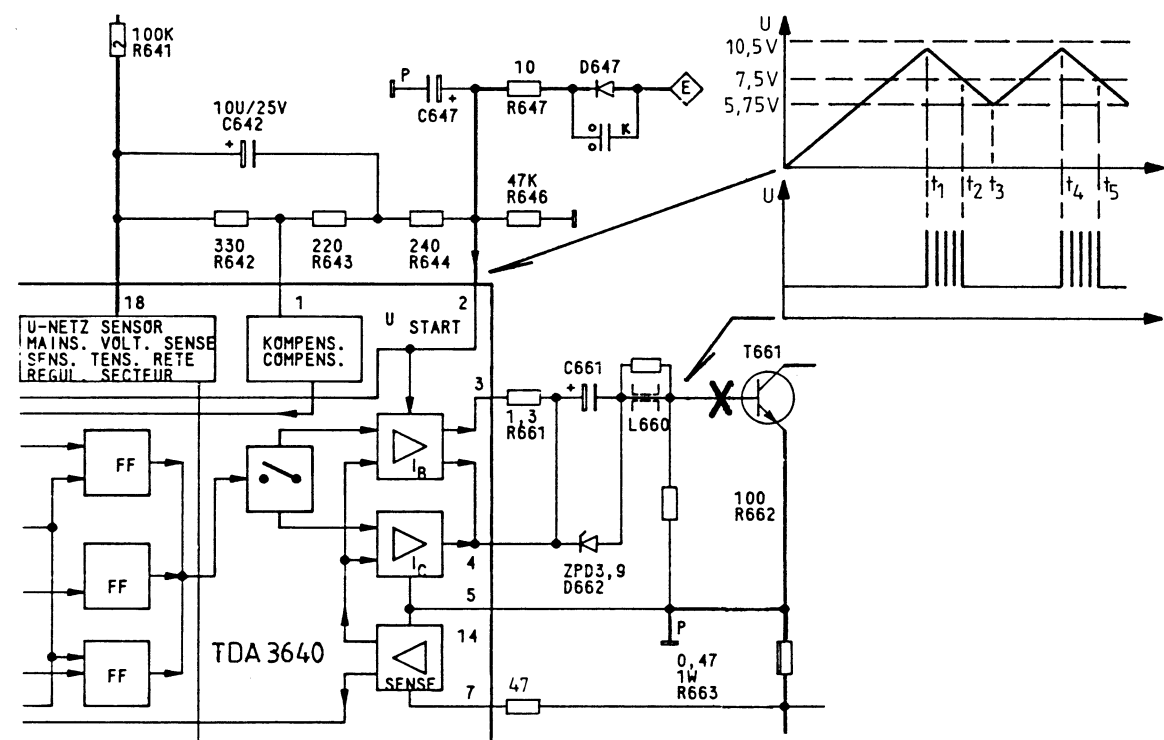 100K
R641
2
10U/25V
C642
+
P
C647
+
10
R647
D647
E
K
47K
R646
330
R642
220
R643
240
R644
U
10,5V
7,5V
5,75V
t1
t2
t3
t4
t5
U
18
1
2
U-NETZ SENSOR
MAINS. VOLT. SENSE
SENS. TENS. RETE
REGUL. SECTEUR
KOMPENS.
COMPENS.
U START
3
1,3
R661
C661
+
L660
T661
FF
FF
FF
IB
IC
4
5
14
7
ZPD3,9
D662
100
R662
P
0,47
1W
R663
47
TDA 3640
SENSE